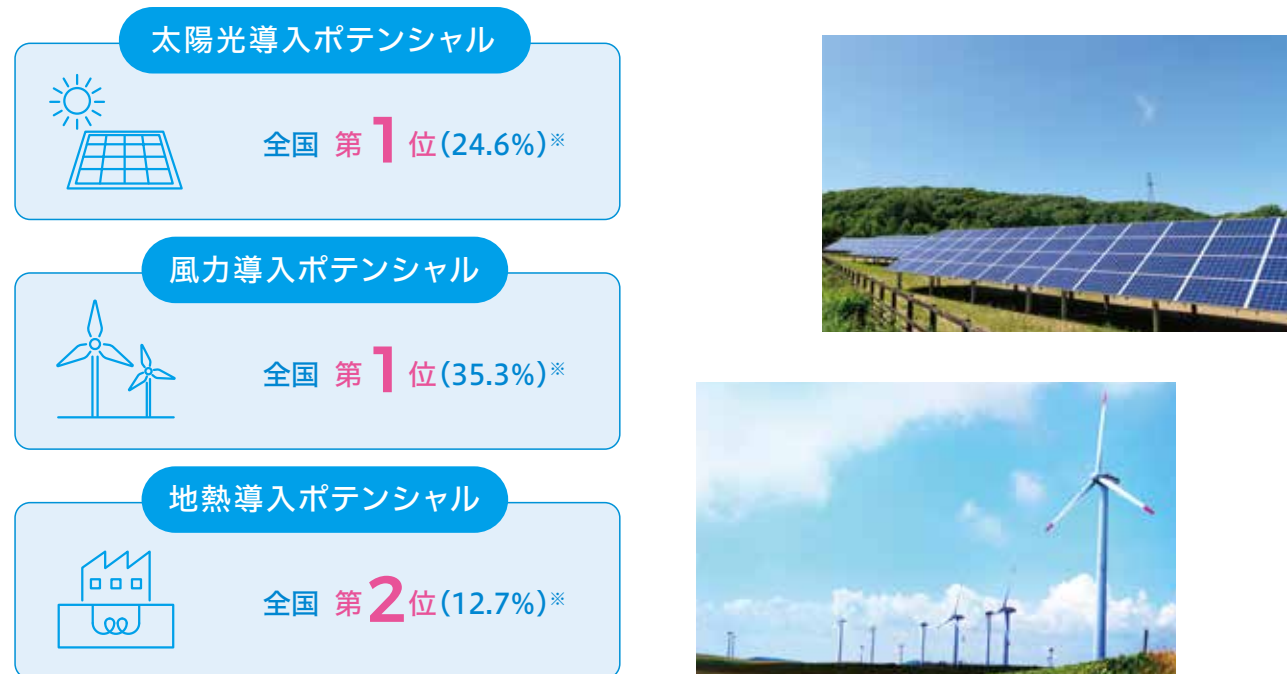 太陽光導入ポテンシャル
全国 第1位(24.6%)※
風力導入ポテンシャル
全国 第1位(35.3%)※
地熱導入ポテンシャル
全国 第2位(12.7%)※